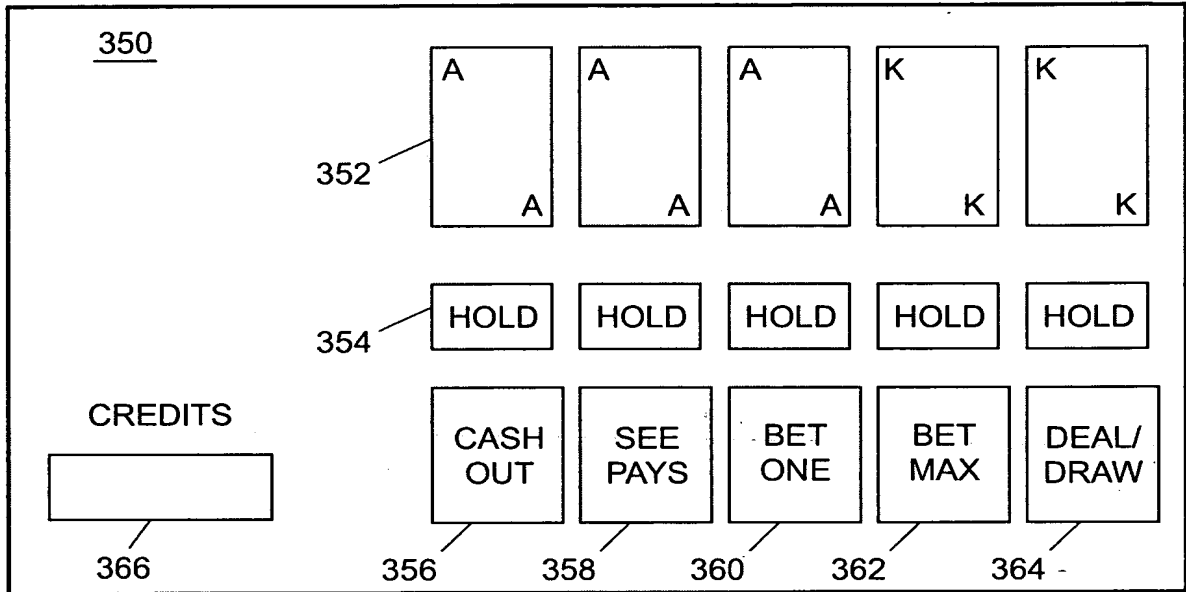 350
A A A K K
352
A A A K K
HOLD HOLD HOLD HOLD HOLD
354
CREDITS
CASH OUT
SEE PAYS
BET ONE
BET MAX
DEAL/ DRAW
366 356 358 360 362 364